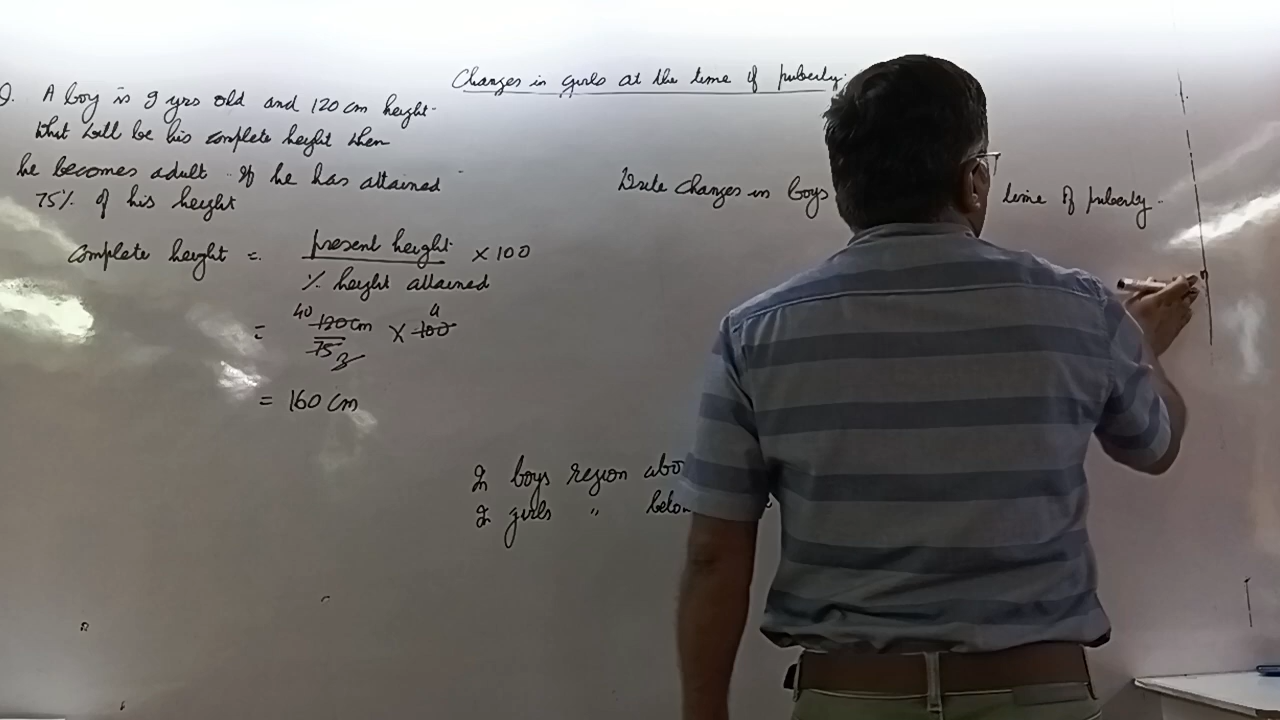 Changes in girls at the time of puberty.
Q. A boy is 9 yrs old and 120 cm height.
What will be his complete height when
he becomes adult. If he has attained
75% of his height
Write changes in boys time of puberty.
complete height = present height × 100
% height attained
= 40 120cm × 100 4
75 3
= 160 cm
In boys region abo
In girls " below